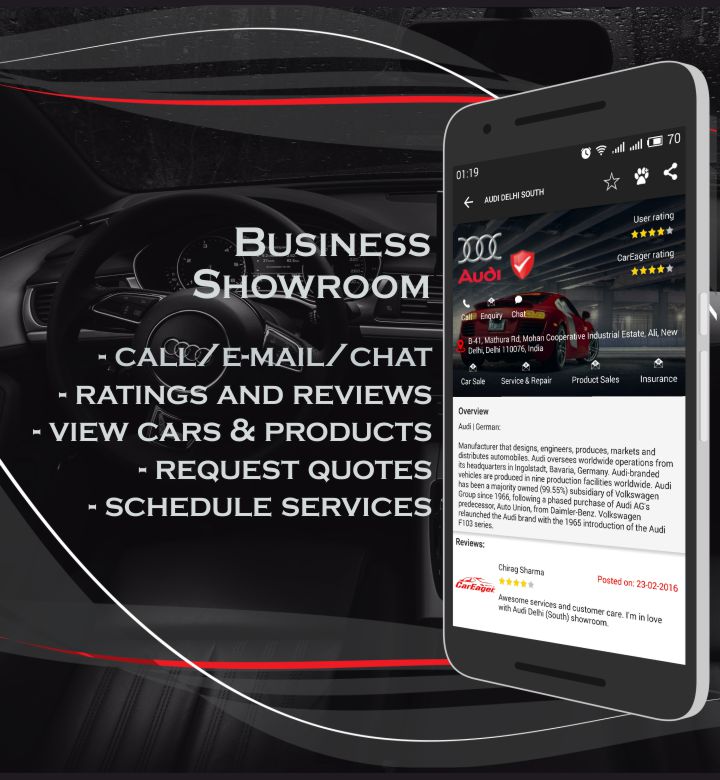 BUSINESS
SHOWROOM
- CALL/E-MAIL/CHAT
- RATINGS AND REVIEWS
- VIEW CARS & PRODUCTS
- REQUEST QUOTES
- SCHEDULE SERVICES
70
01:19
AUDI DELHI SOUTH
User rating
Audi
CarEager rating
Call Enquiry Chat
B-41, Mathura Rd, Mohan Cooperative Industrial Estate, Ali, New
Delhi, Delhi 110076, India
Car Sale Service & Repair Product Sales Insurance
Overview
Audi | German:
Manufacturer that designs, engineers, produces, markets and
distributes automobiles. Audi oversees worldwide operations from
its headquarters in Ingolstadt, Bavaria, Germany. Audi-branded
vehicles are produced in nine production facilities worldwide. Audi
has been a majority owned (99.55%) subsidiary of Volkswagen
Group since 1966, following a phased purchase of Audi AG's
predecessor, Auto Union, from Daimler-Benz. Volkswagen
relaunched the Audi brand with the 1965 introduction of the Audi
F103 series.
Reviews:
Chirag Sharma
CarEager
Posted on: 23-02-2016
Awesome services and customer care. I'm in love
with Audi Delhi (South) showroom.